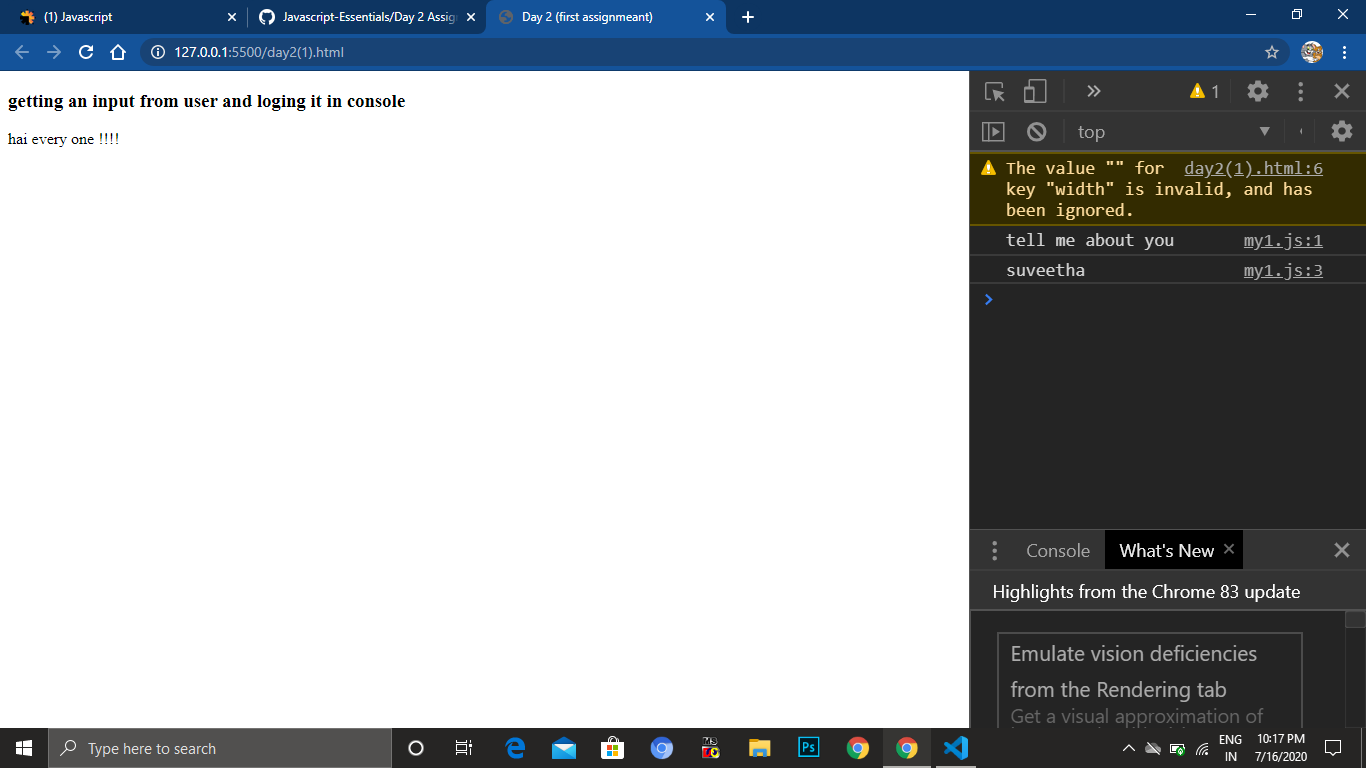 (1) Javascript
Javascript-Essentials/Day 2 Assig
Day 2 (first assignmeant)
127.0.0.1:5500/day2(1).html
getting an input from user and loging it in console
hai every one !!!!
1
top
The value "" for day2(1).html:6
key "width" is invalid, and has
been ignored.
tell me about you my1.js:1
suveetha my1.js:3
Console
What's New
Highlights from the Chrome 83 update
Emulate vision deficiencies
from the Rendering tab
Get a visual approximation of
Type here to search
Ps
ENG
IN
10:17 PM
7/16/2020